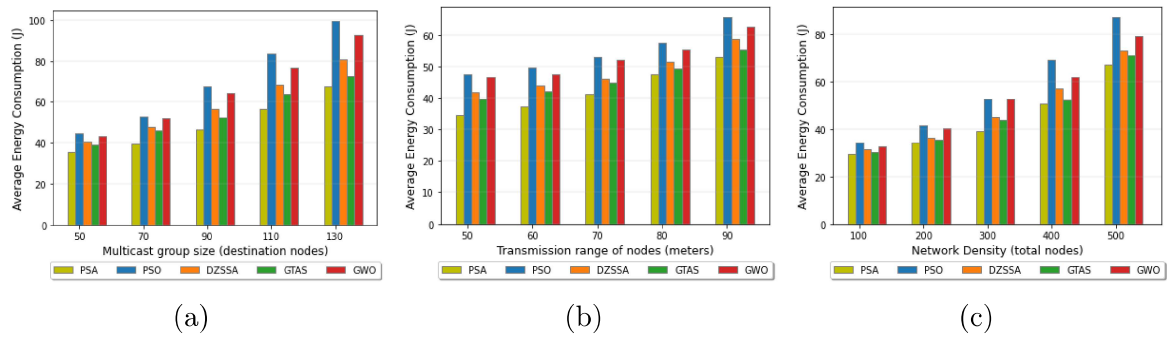 Average Energy Consumption (J)
100
80
60
40
20
0
50 70 90 110 130
Multicast group size (destination nodes)
PSA PSO DZSSA GTAS GWO
(a)
Average Energy Consumption (J)
60
50
40
30
20
10
0
50 60 70 80 90
Transmission range of nodes (meters)
PSA PSO DZSSA GTAS GWO
(b)
Average Energy Consumption (J)
80
60
40
20
0
100 200 300 400 500
Network Density (total nodes)
PSA PSO DZSSA GTAS GWO
(c)